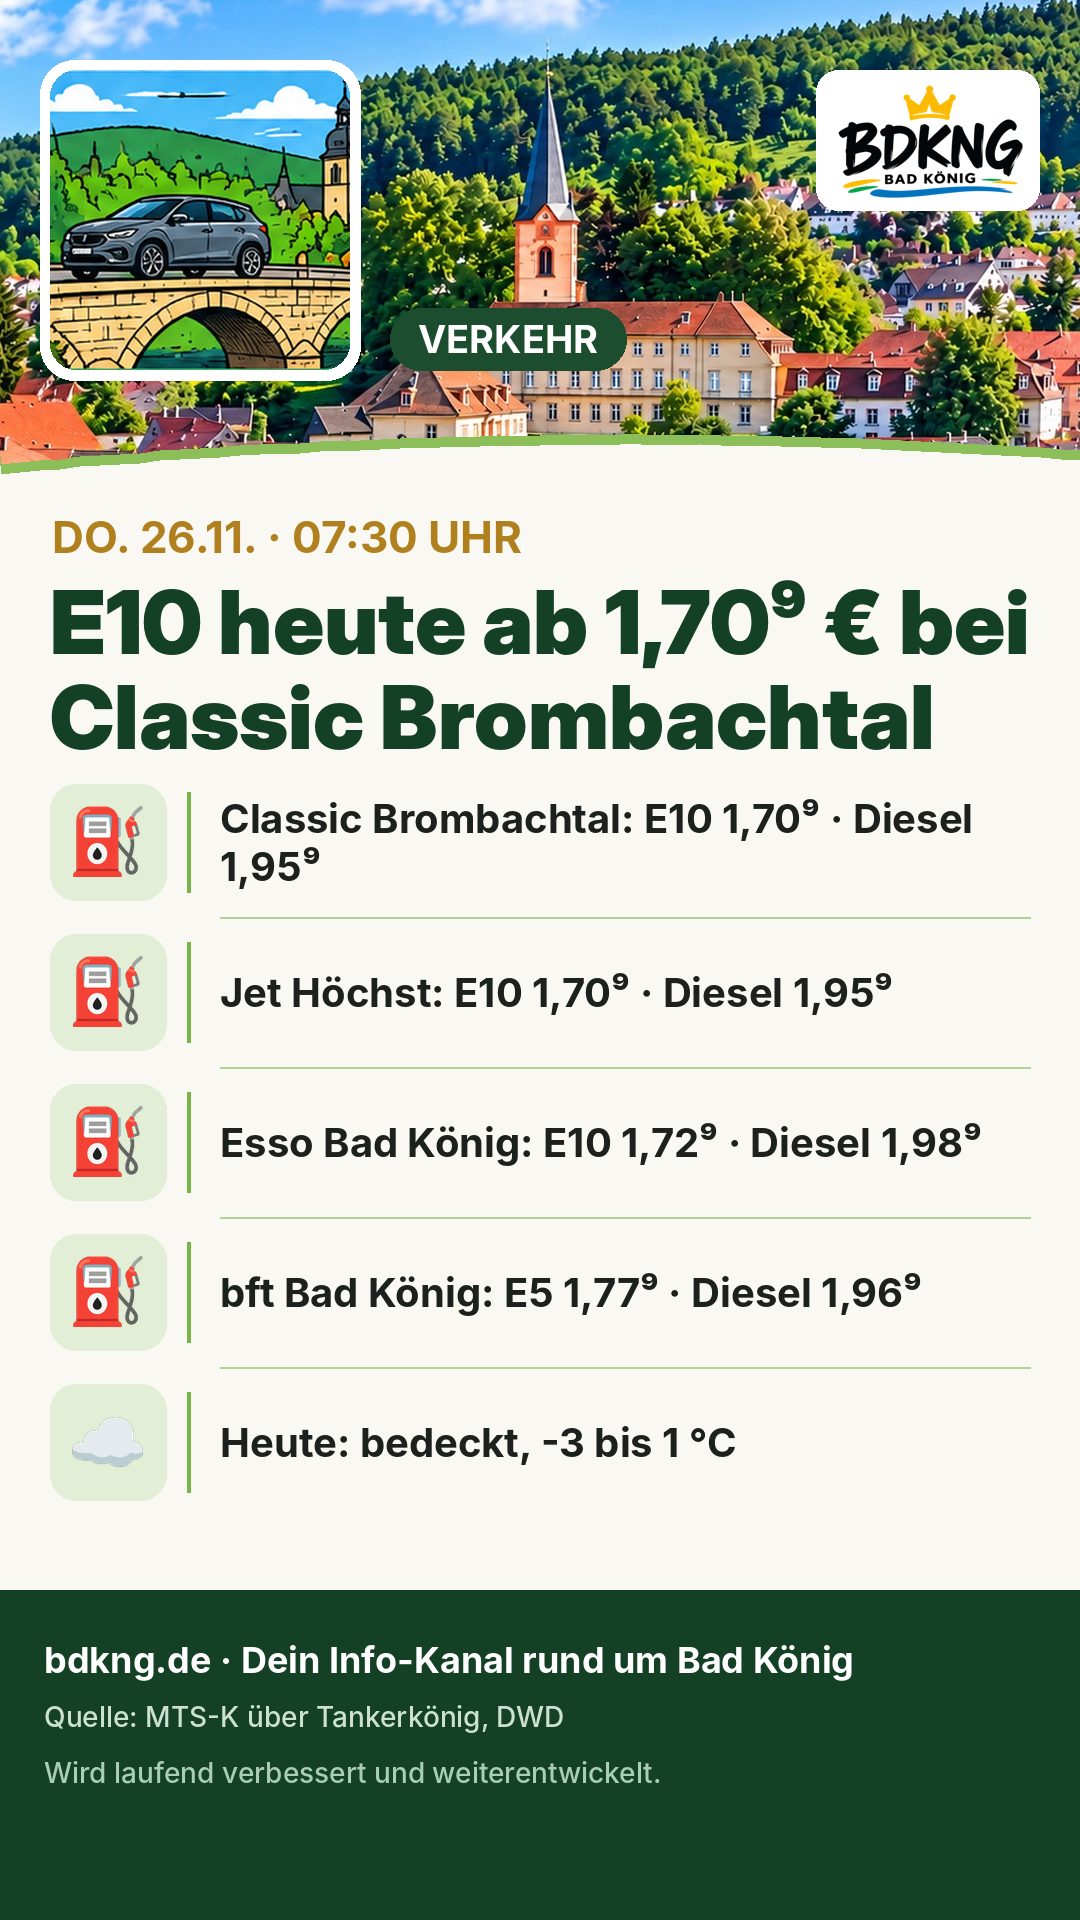 BDKNG
BAD KÖNIG
VERKEHR
DO. 26.11. · 07:30 UHR
E10 heute ab 1,70⁹ € bei
Classic Brombachtal
Classic Brombachtal: E10 1,70⁹ · Diesel
1,95⁹
Jet Höchst: E10 1,70⁹ · Diesel 1,95⁹
Esso Bad König: E10 1,72⁹ · Diesel 1,98⁹
bft Bad König: E5 1,77⁹ · Diesel 1,96⁹
Heute: bedeckt, -3 bis 1 °C
bdkng.de · Dein Info-Kanal rund um Bad König
Quelle: MTS-K über Tankerkönig, DWD
Wird laufend verbessert und weiterentwickelt.